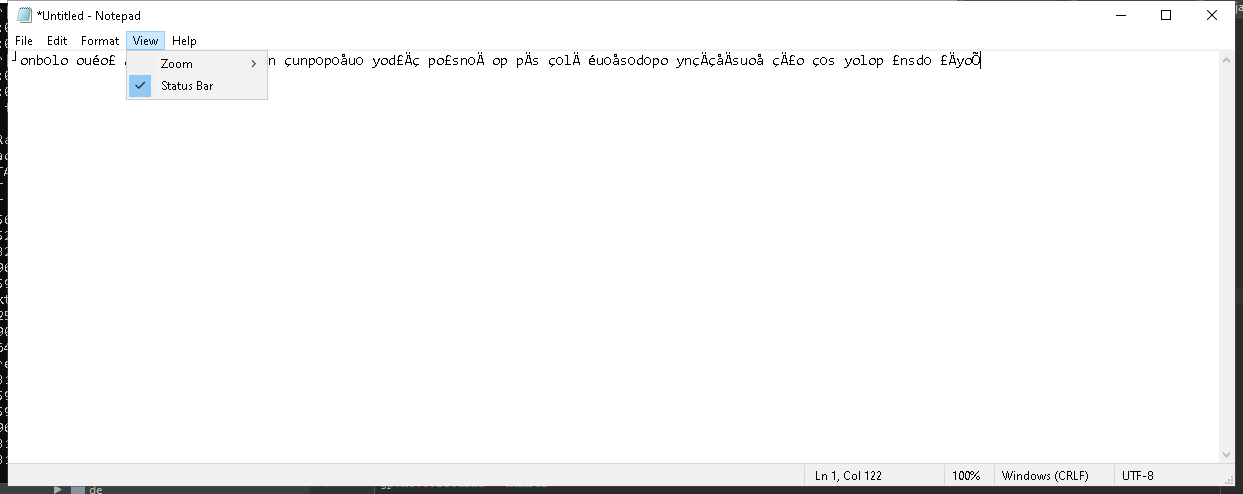 *Untitled - Notepad
File Edit Format View Help
┘onbolo ouéo£ n çunpopoåuo yod£Äç po£snoÄ op pÄs çolÄ éuoåsodopo ynçÄçåÄsuoå çÄ£o ços yolop £nsdo £ÄyoÕ
Zoom
Status Bar
Ln 1, Col 122
100%
Windows (CRLF)
UTF-8
de